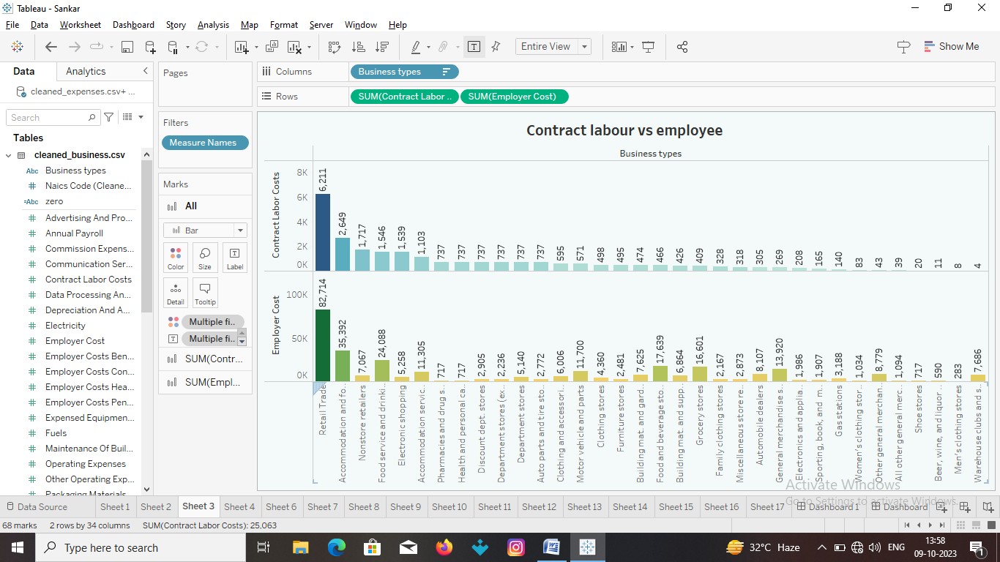 Tableau - Sankar
File Data Worksheet Dashboard Story Analysis Map Format Server Window Help
Entire View
Show Me
Data Analytics
cleaned_expenses.csv+ ...
Search
Tables
cleaned_business.csv
Abc Business types
Naics Code (Cleane...
=Abc zero
Advertising And Pro...
Annual Payroll
Commission Expens...
Communication Ser...
Contract Labor Costs
Data Processing An...
Depreciation And A...
Electricity
Employer Cost
Employer Costs Ben...
Employer Costs Con...
Employer Costs Hea...
Employer Costs Pen...
Expensed Equipmen...
Fuels
Maintenance Of Buil...
Operating Expenses
Other Operating Exp...
Packaging Materials
Pages
Filters
Measure Names
Marks
All
Bar
Color Size Label
Detail Tooltip
Multiple fi..
Multiple fi..
SUM(Contr...
SUM(Empl...
Columns Business types
Rows SUM(Contract Labor .. SUM(Employer Cost)
Contract labour vs employee
Business types
Contract Labor Costs
8K
6K
4K
2K
0K
6,211 2,649 1,717 1,546 1,539 1,103 737 737 737 737 737 737 595 571 498 495 474 466 426 409 328 318 305 269 208 165 140 83 43 39 20 11 8 4
Employer Cost
100K
50K
0K
82,714 35,392 7,067 24,088 5,258 11,305 717 717 2,905 2,236 5,140 2,772 6,006 11,700 4,360 2,481 7,625 17,639 6,864 16,601 2,167 2,873 8,107 13,920 1,986 1,907 3,188 1,034 8,779 1,094 717 590 283 7,686
Retail Trade
Accommodation and fo..
Nonstore retailers
Food service and drinki..
Electronic shopping
Accommodation servic..
Pharmacies and drug s..
Health and personal ca..
Discount dept. stores
Department stores (ex..
Department stores
Auto parts and tire sto..
Clothing and accessori..
Motor vehicle and parts
Clothing stores
Furniture stores
Building mat. and gard..
Food and beverage sto..
Building mat. and supp..
Grocery stores
Family clothing stores
Miscellaneous store re..
Automobile dealers
General merchandise s..
Electronics and applia..
Sporting, book, and m..
Gas stations
Women's clothing stor..
Other general merchan..
All other general merc..
Shoe stores
Beer, wine, and liquor ..
Men's clothing stores
Warehouse clubs and s..
Activate Windows
Go to Settings to activate Windows.
Data Source Sheet 1 Sheet 2 Sheet 3 Sheet 4 Sheet 6 Sheet 7 Sheet 8 Sheet 9 Sheet 10 Sheet 11 Sheet 12 Sheet 13 Sheet 14 Sheet 15 Sheet 16 Sheet 17 Dashboard 1 Dashboard
68 marks 2 rows by 34 columns SUM(Contract Labor Costs): 25,063
Type here to search
32°C Haze
ENG
13:58
09-10-2023
1